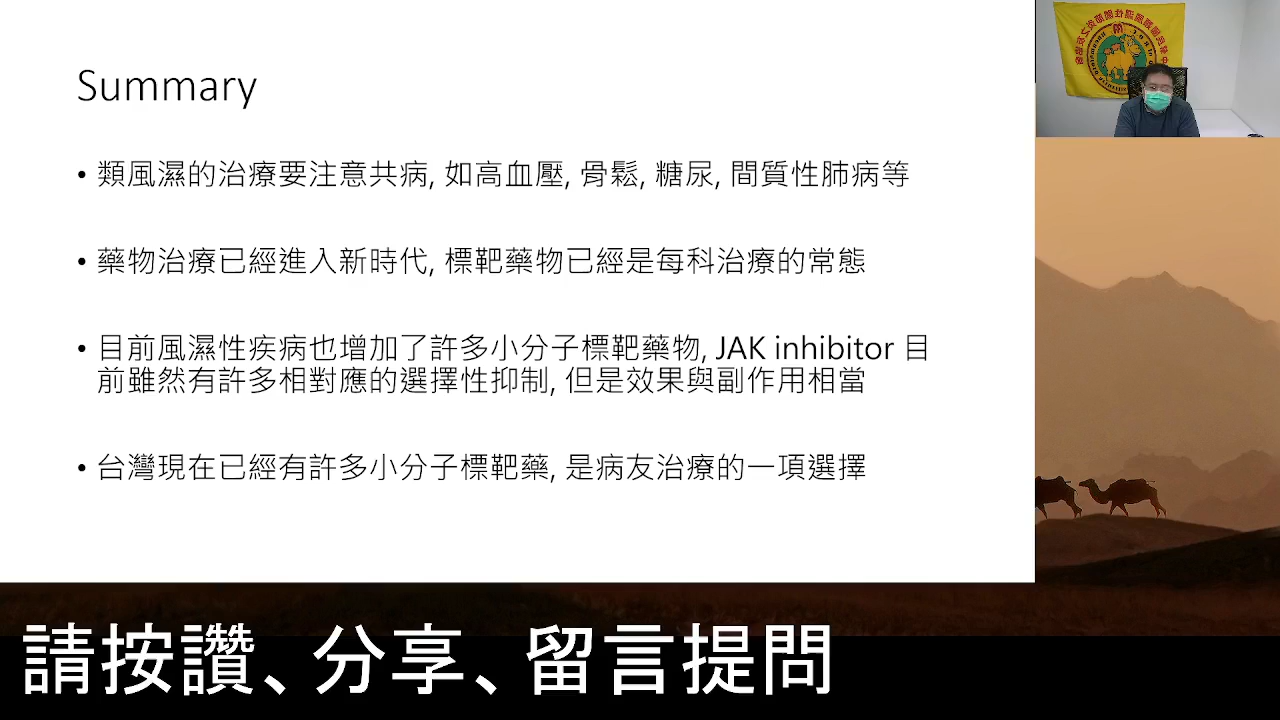 Summary
• 類風濕的治療要注意共病, 如高血壓, 骨鬆, 糖尿, 間質性肺病等
• 藥物治療已經進入新時代, 標靶藥物已經是每科治療的常態
• 目前風濕性疾病也增加了許多小分子標靶藥物, JAK inhibitor 目
前雖然有許多相對應的選擇性抑制, 但是效果與副作用相當
• 台灣現在已經有許多小分子標靶藥, 是病友治療的一項選擇
請按讚、分享、留言提問